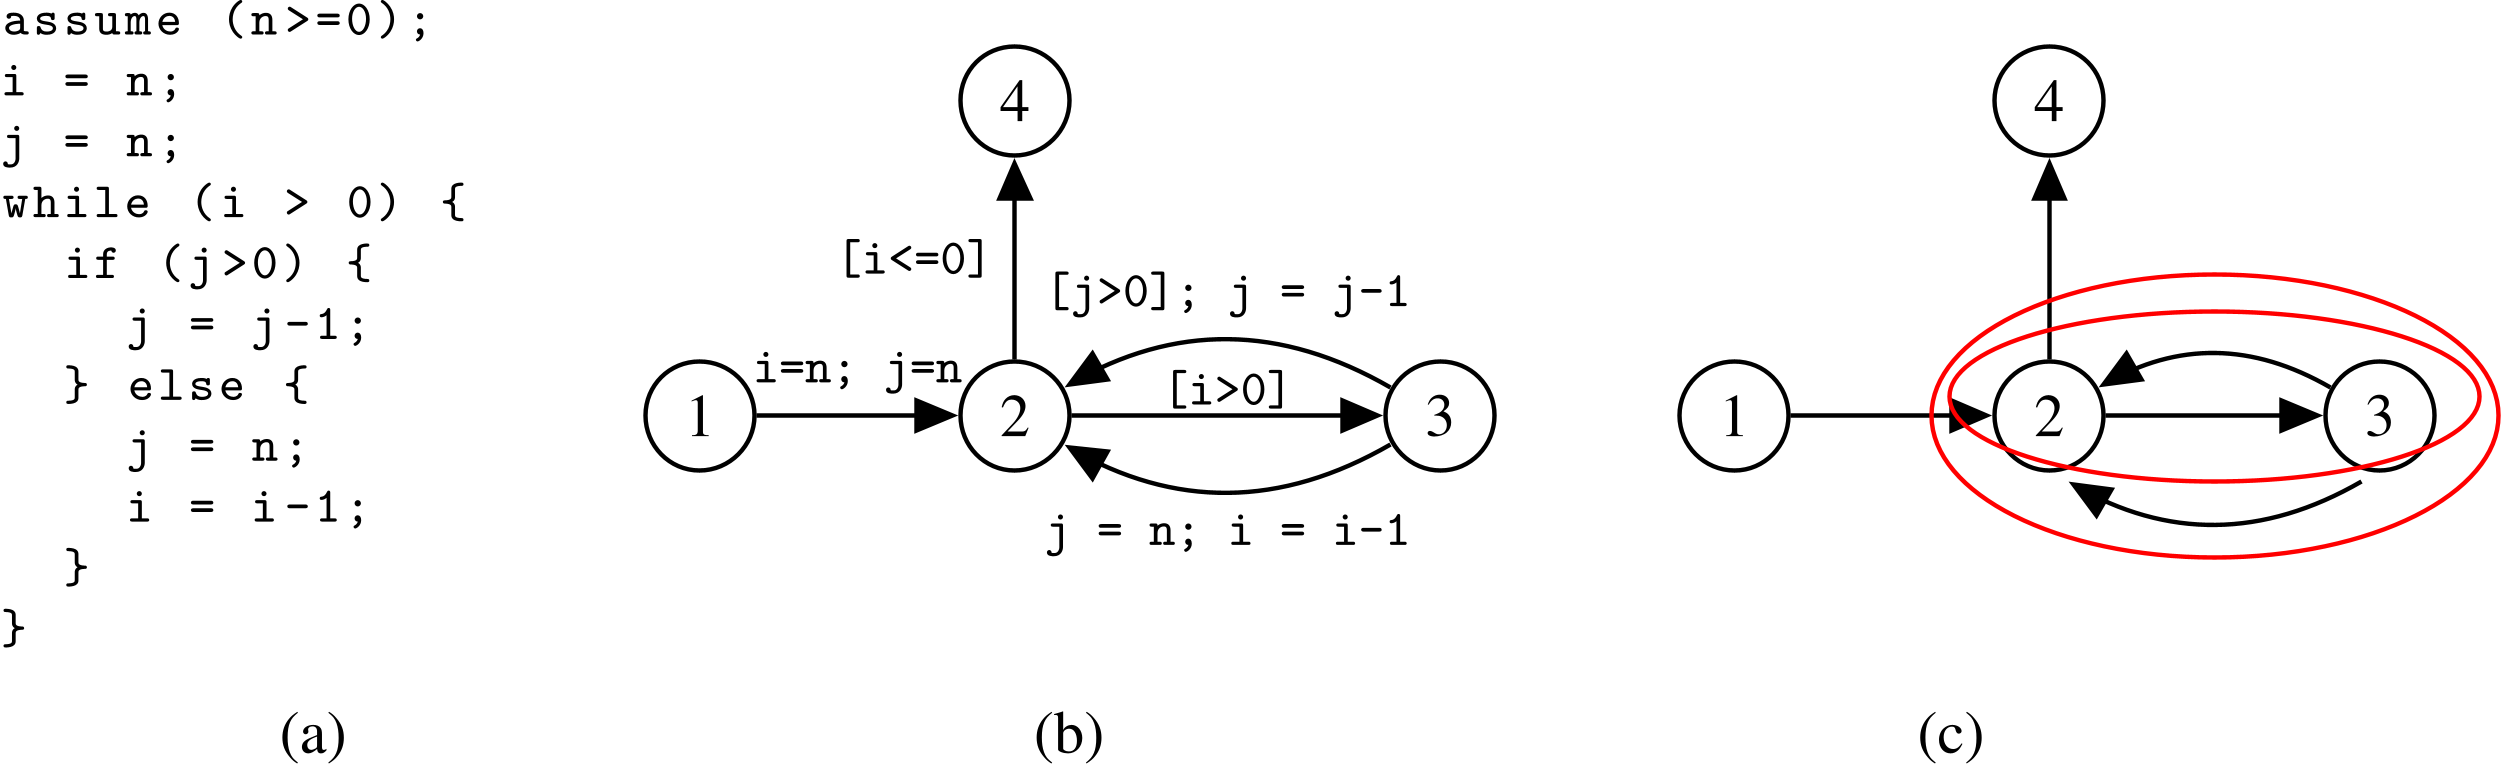 assume (n >=0);
i = n;
j = n;
while (i > 0) {
if (j>0) {
j = j-1;
} else {
j = n;
i = i-1;
}
}
(a)
4
[i<=0]
[j>0]; j = j-1
i=n; j=n
[i>0]
1
2
3
j = n; i = i-1
(b)
4
1
2
3
(c)